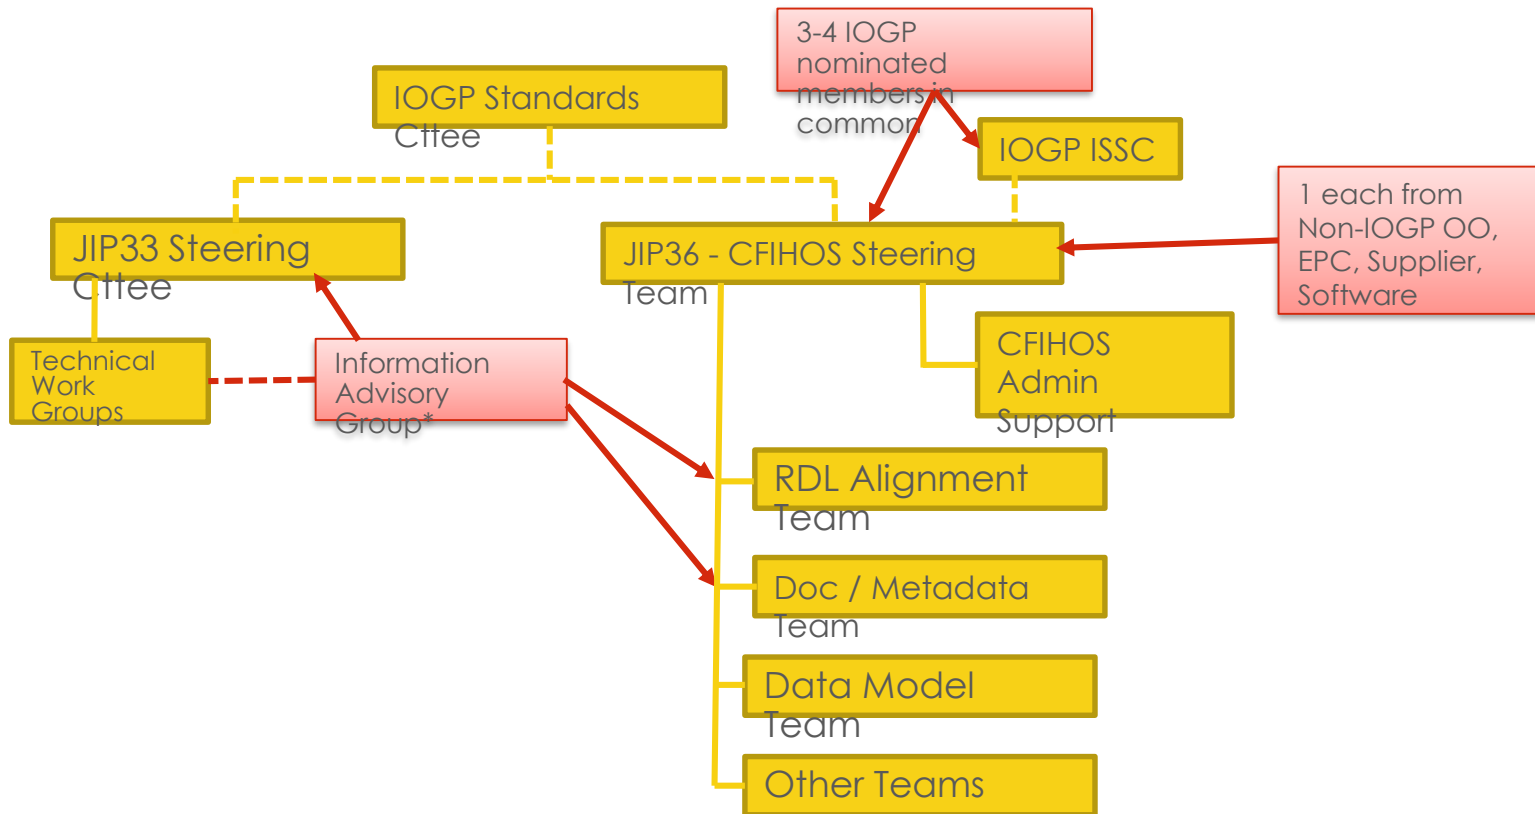 3-4 IOGP
nominated
members in
common
IOGP Standards
Cttee
IOGP ISSC
1 each from
Non-IOGP OO,
EPC, Supplier,
Software
JIP33 Steering
Cttee
JIP36 - CFIHOS Steering
Team
Technical
Work
Groups
Information
Advisory
Group*
CFIHOS
Admin
Support
RDL Alignment
Team
Doc / Metadata
Team
Data Model
Team
Other Teams